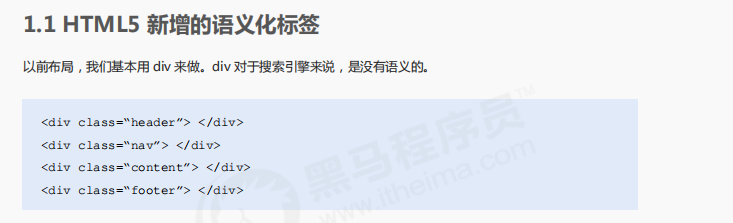 1.1 HTML5 新增的语义化标签
以前布局，我们基本用 div 来做。div 对于搜索引擎来说，是没有语义的。
<div class=“header”> </div>
<div class=“nav”> </div>
<div class=“content”> </div>
<div class=“footer”> </div>
黑马程序员™
www.itheima.com